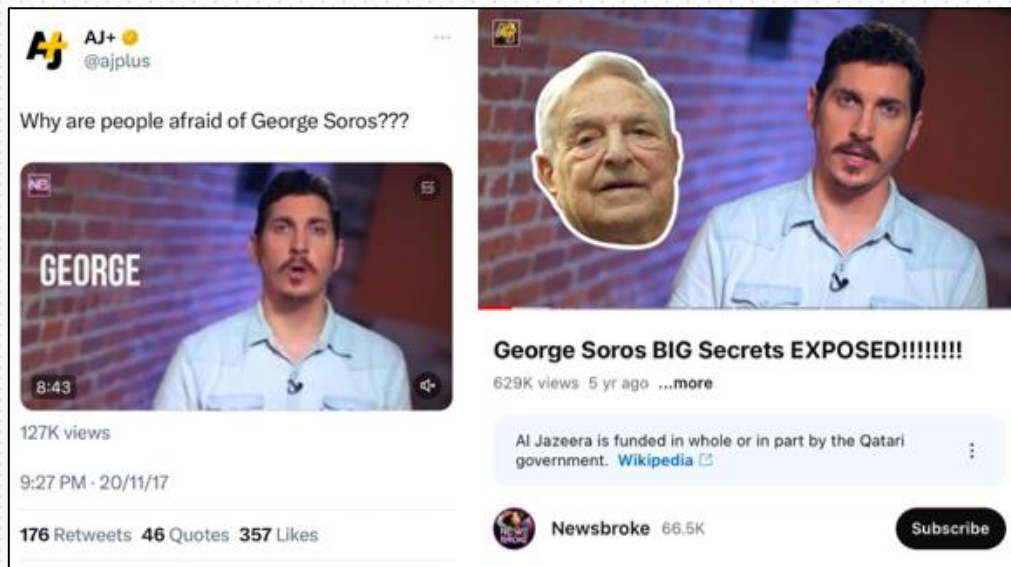 AJ+
@ajplus
Why are people afraid of George Soros???
NB
GEORGE
8:43
127K views
9:27 PM · 20/11/17
176 Retweets 46 Quotes 357 Likes
George Soros BIG Secrets EXPOSED!!!!!!!!
629K views 5 yr ago ...more
Al Jazeera is funded in whole or in part by the Qatari
government. Wikipedia
Newsbroke 66.5K
Subscribe